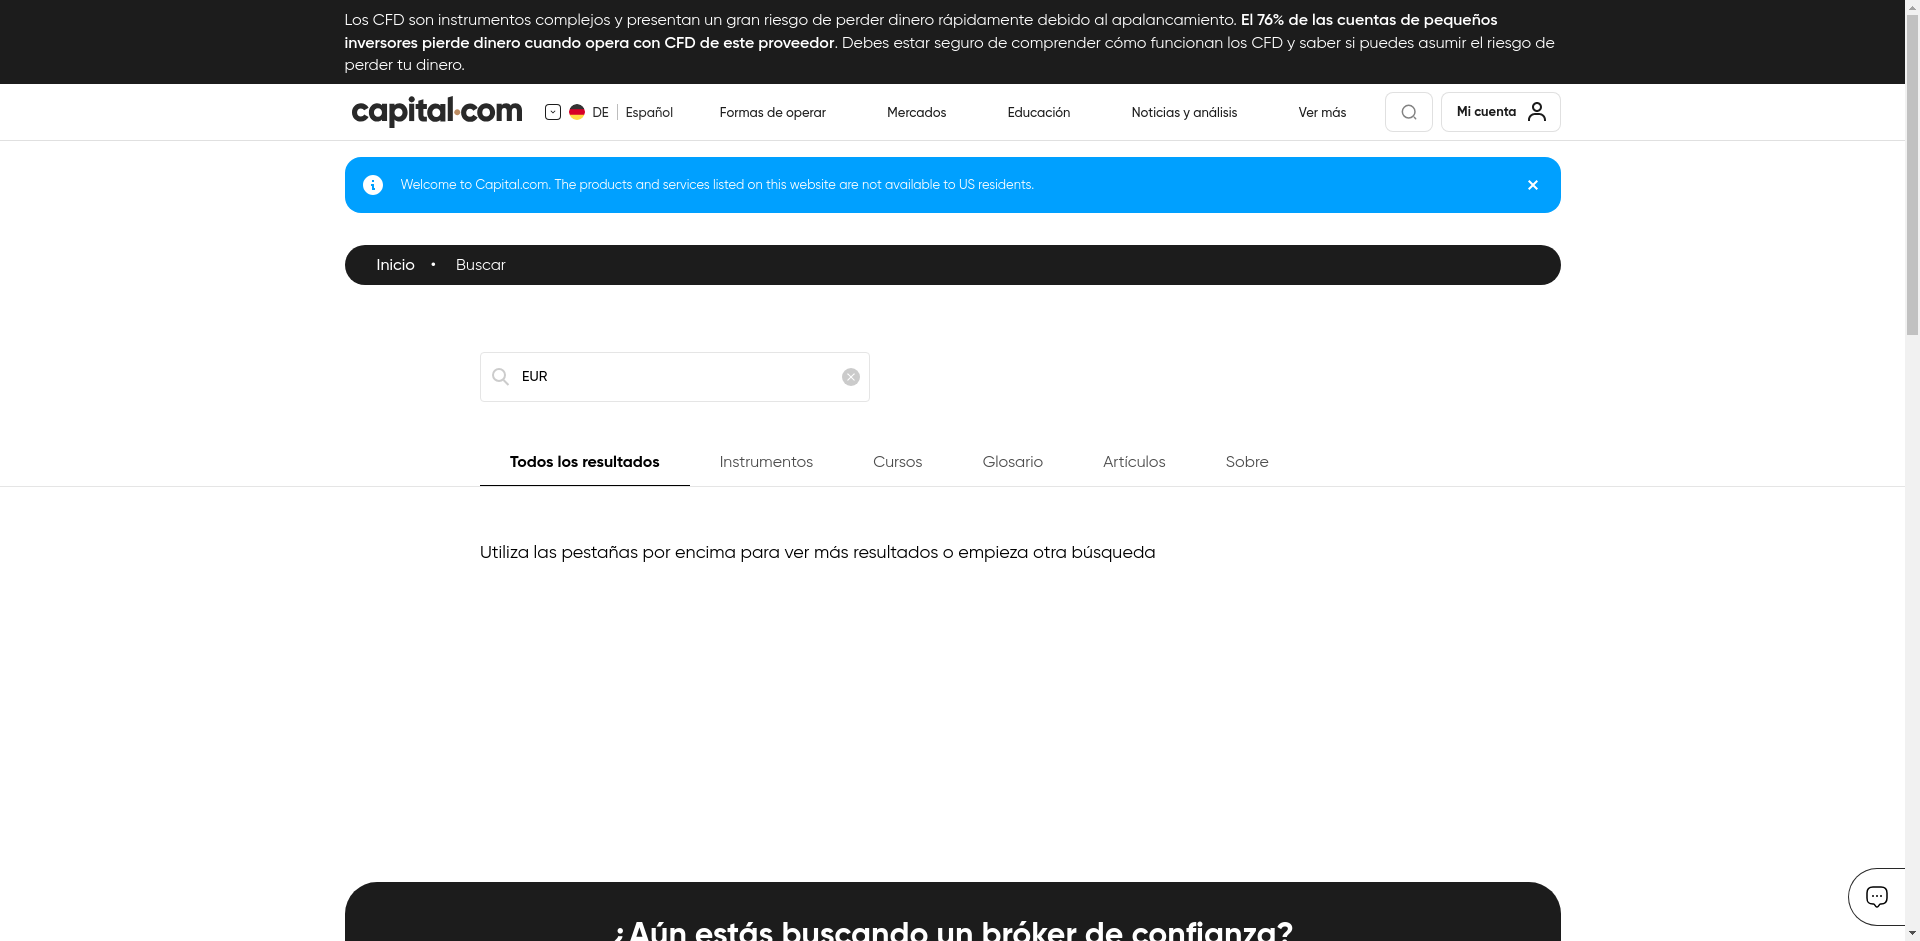 Los CFD son instrumentos complejos y presentan un gran riesgo de perder dinero rápidamente debido al apalancamiento. El 76% de las cuentas de pequeños
inversores pierde dinero cuando opera con CFD de este proveedor. Debes estar seguro de comprender cómo funcionan los CFD y saber si puedes asumir el riesgo de
perder tu dinero.
capital.com DE Español Formas de operar Mercados Educación Noticias y análisis Ver más Mi cuenta
Welcome to Capital.com. The products and services listed on this website are not available to US residents.
Inicio • Buscar
EUR
Todos los resultados Instrumentos Cursos Glosario Artículos Sobre
Utiliza las pestañas por encima para ver más resultados o empieza otra búsqueda
¿Aún estás buscando un bróker de confianza?